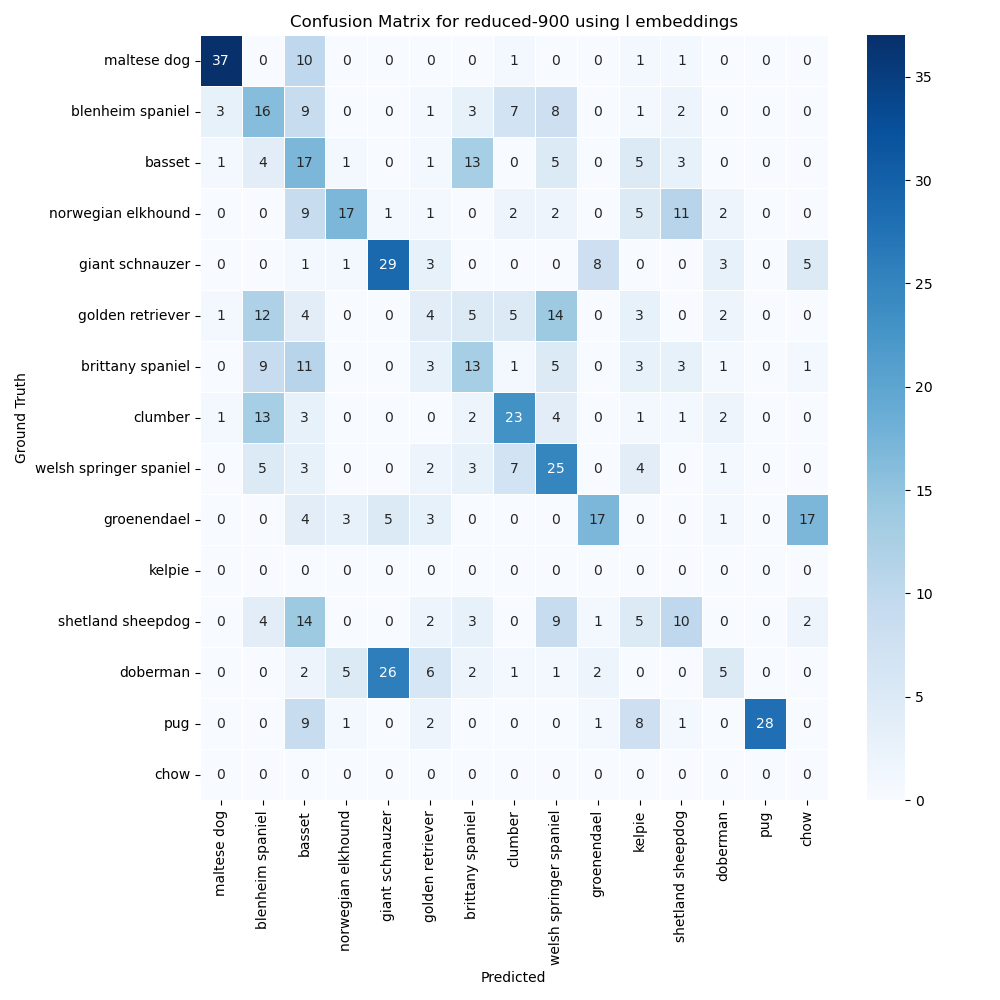 Confusion Matrix for reduced-900 using l embeddings
maltese dog 37 0 10 0 0 0 0 1 0 0 1 1 0 0 0
blenheim spaniel 3 16 9 0 0 1 3 7 8 0 1 2 0 0 0
basset 1 4 17 1 0 1 13 0 5 0 5 3 0 0 0
norwegian elkhound 0 0 9 17 1 1 0 2 2 0 5 11 2 0 0
giant schnauzer 0 0 1 1 29 3 0 0 0 8 0 0 3 0 5
golden retriever 1 12 4 0 0 4 5 5 14 0 3 0 2 0 0
brittany spaniel 0 9 11 0 0 3 13 1 5 0 3 3 1 0 1
clumber 1 13 3 0 0 0 2 23 4 0 1 1 2 0 0
welsh springer spaniel 0 5 3 0 0 2 3 7 25 0 4 0 1 0 0
groenendael 0 0 4 3 5 3 0 0 0 17 0 0 1 0 17
kelpie 0 0 0 0 0 0 0 0 0 0 0 0 0 0 0
shetland sheepdog 0 4 14 0 0 2 3 0 9 1 5 10 0 0 2
doberman 0 0 2 5 26 6 2 1 1 2 0 0 5 0 0
pug 0 0 9 1 0 2 0 0 0 1 8 1 0 28 0
chow 0 0 0 0 0 0 0 0 0 0 0 0 0 0 0
Ground Truth
maltese dog
blenheim spaniel
basset
norwegian elkhound
giant schnauzer
golden retriever
brittany spaniel
clumber
welsh springer spaniel
groenendael
kelpie
shetland sheepdog
doberman
pug
chow
Predicted
35
30
25
20
15
10
5
0